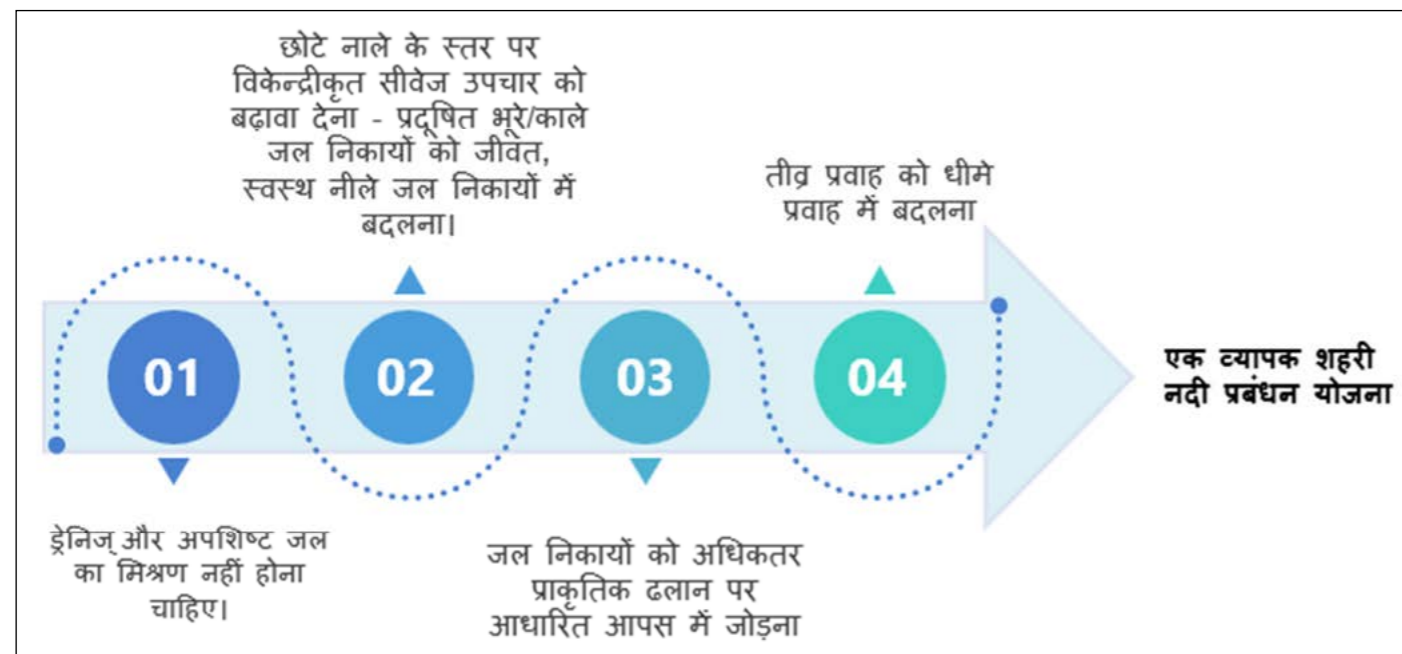 छोटे नाले के स्तर पर
विकेन्द्रीकृत सीवेज उपचार को
बढ़ावा देना - प्रदूषित भूरे/काले
जल निकायों को जीवंत,
स्वस्थ नीले जल निकायों में
बदलना।
तीव्र प्रवाह को धीमे
प्रवाह में बदलना
01
02
03
04
एक व्यापक शहरी
नदी प्रबंधन योजना
ड्रेनिज् और अपशिष्ट जल
का मिश्रण नहीं होना
चाहिए।
जल निकायों को अधिकतर
प्राकृतिक ढलान पर
आधारित आपस में जोड़ना